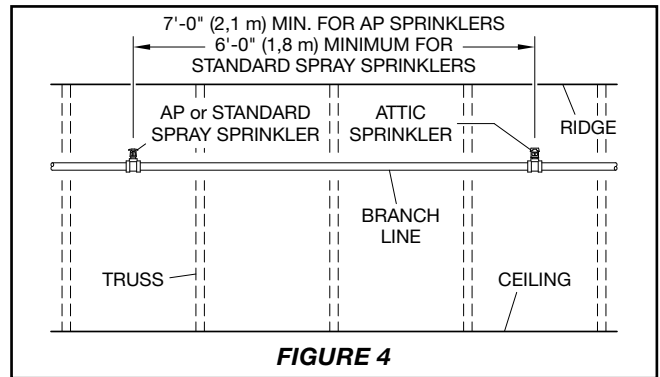 7'-0" (2,1 m) MIN. FOR AP SPRINKLERS
6'-0" (1,8 m) MINIMUM FOR
STANDARD SPRAY SPRINKLERS
AP or STANDARD
SPRAY SPRINKLER
ATTIC
SPRINKLER
RIDGE
BRANCH
LINE
TRUSS
CEILING
FIGURE 4